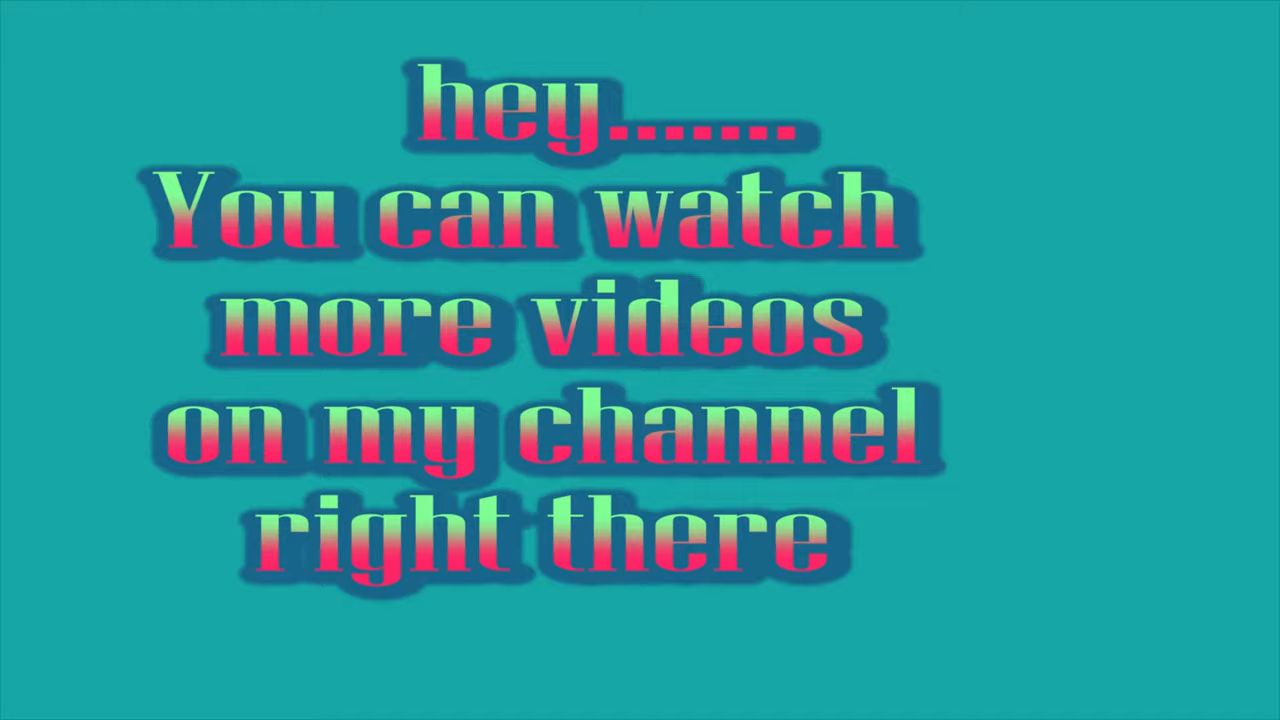 hey.......
You can watch
more videos
on my channel
right there